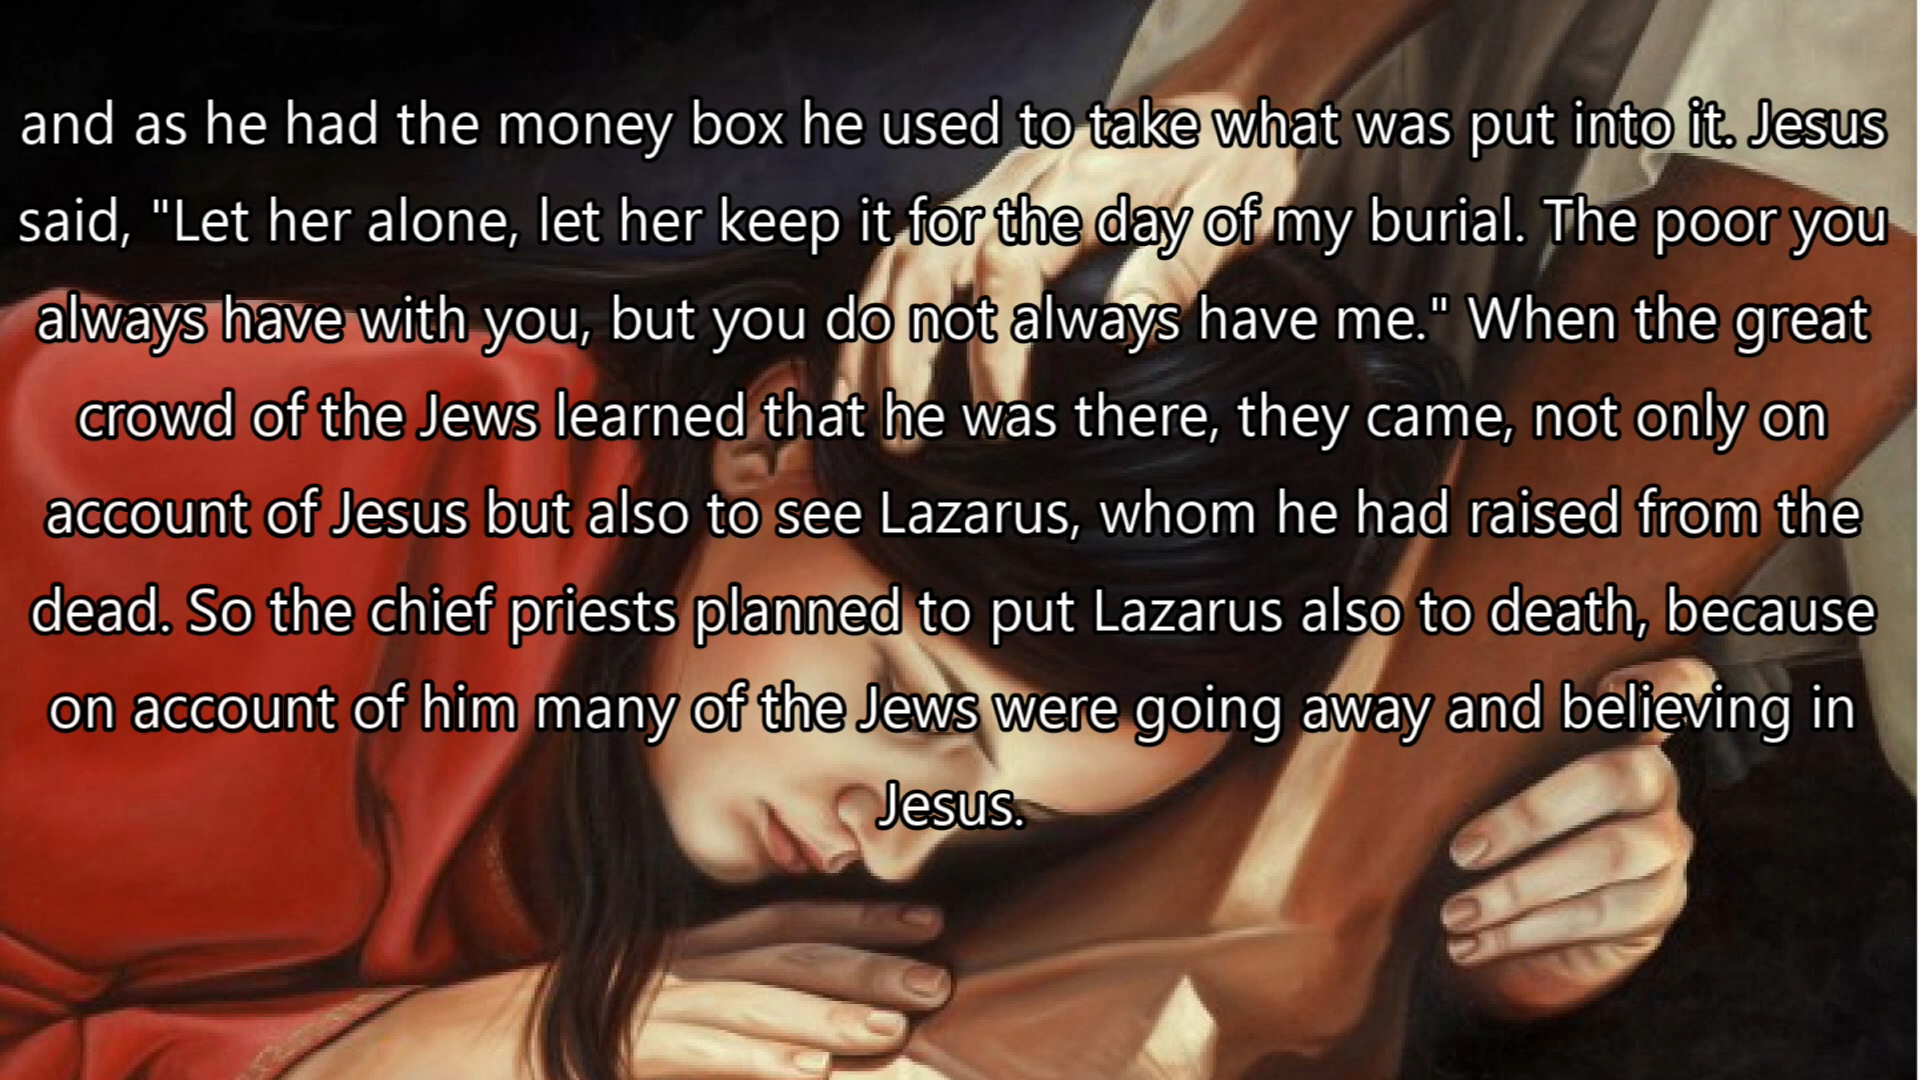 and as he had the money box he used to take what was put into it. Jesus
said, "Let her alone, let her keep it for the day of my burial. The poor you
always have with you, but you do not always have me." When the great
crowd of the Jews learned that he was there, they came, not only on
account of Jesus but also to see Lazarus, whom he had raised from the
dead. So the chief priests planned to put Lazarus also to death, because
on account of him many of the Jews were going away and believing in
Jesus.